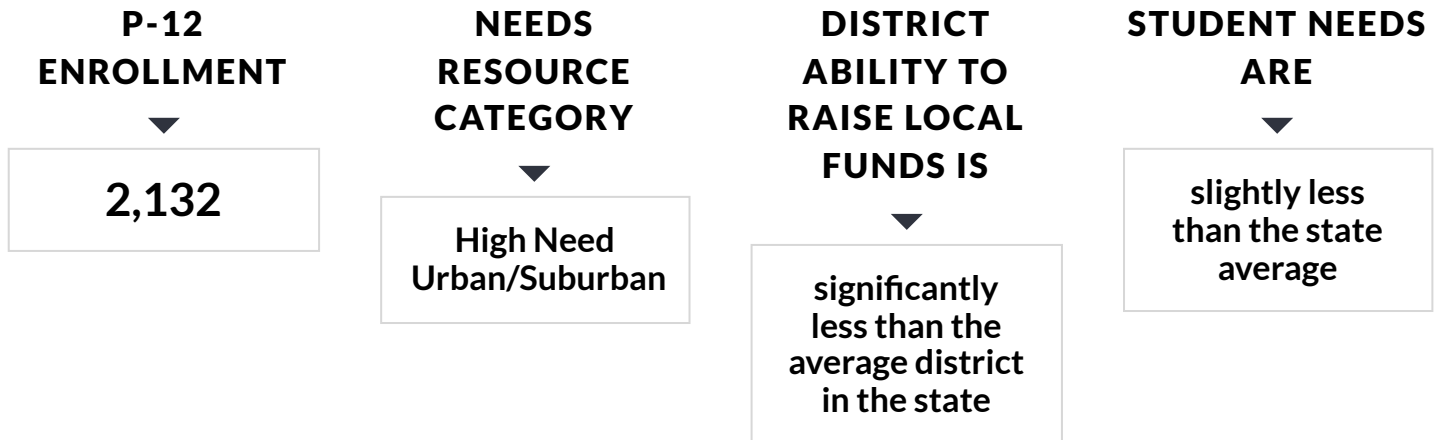 P-12
ENROLLMENT
2,132
NEEDS
RESOURCE
CATEGORY
High Need
Urban/Suburban
DISTRICT
ABILITY TO
RAISE LOCAL
FUNDS IS
significantly
less than the
average district
in the state
STUDENT NEEDS
ARE
slightly less
than the state
average